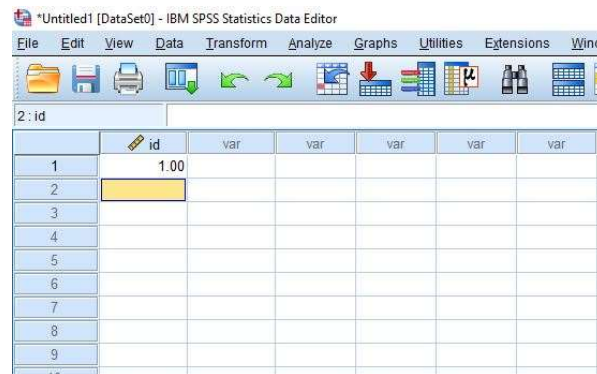 *Untitled1 [DataSet0] - IBM SPSS Statistics Data Editor
File Edit View Data Transform Analyze Graphs Utilities Extensions
2 : id
id var var var var var
1 1.00
2
3
4
5
6
7
8
9